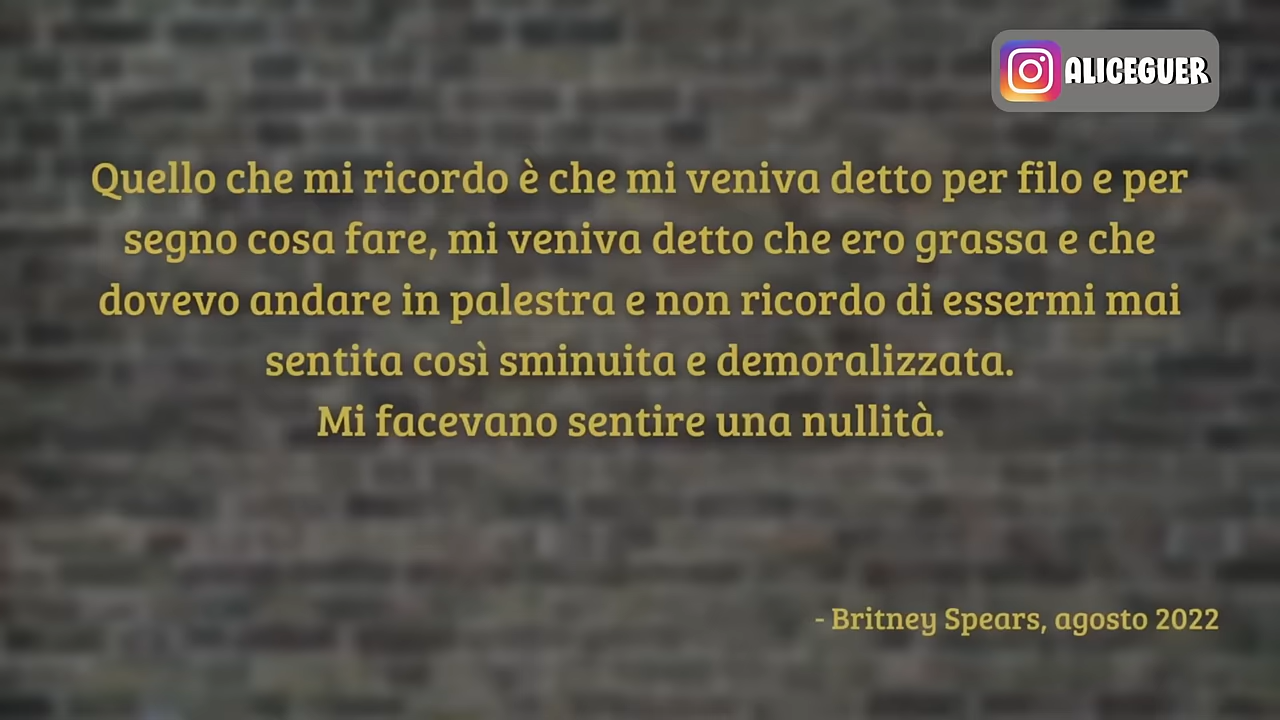 ALICEGUER
Quello che mi ricordo è che mi veniva detto per filo e per
segno cosa fare, mi veniva detto che ero grassa e che
dovevo andare in palestra e non ricordo di essermi mai
sentita così sminuita e demoralizzata.
Mi facevano sentire una nullità.
- Britney Spears, agosto 2022